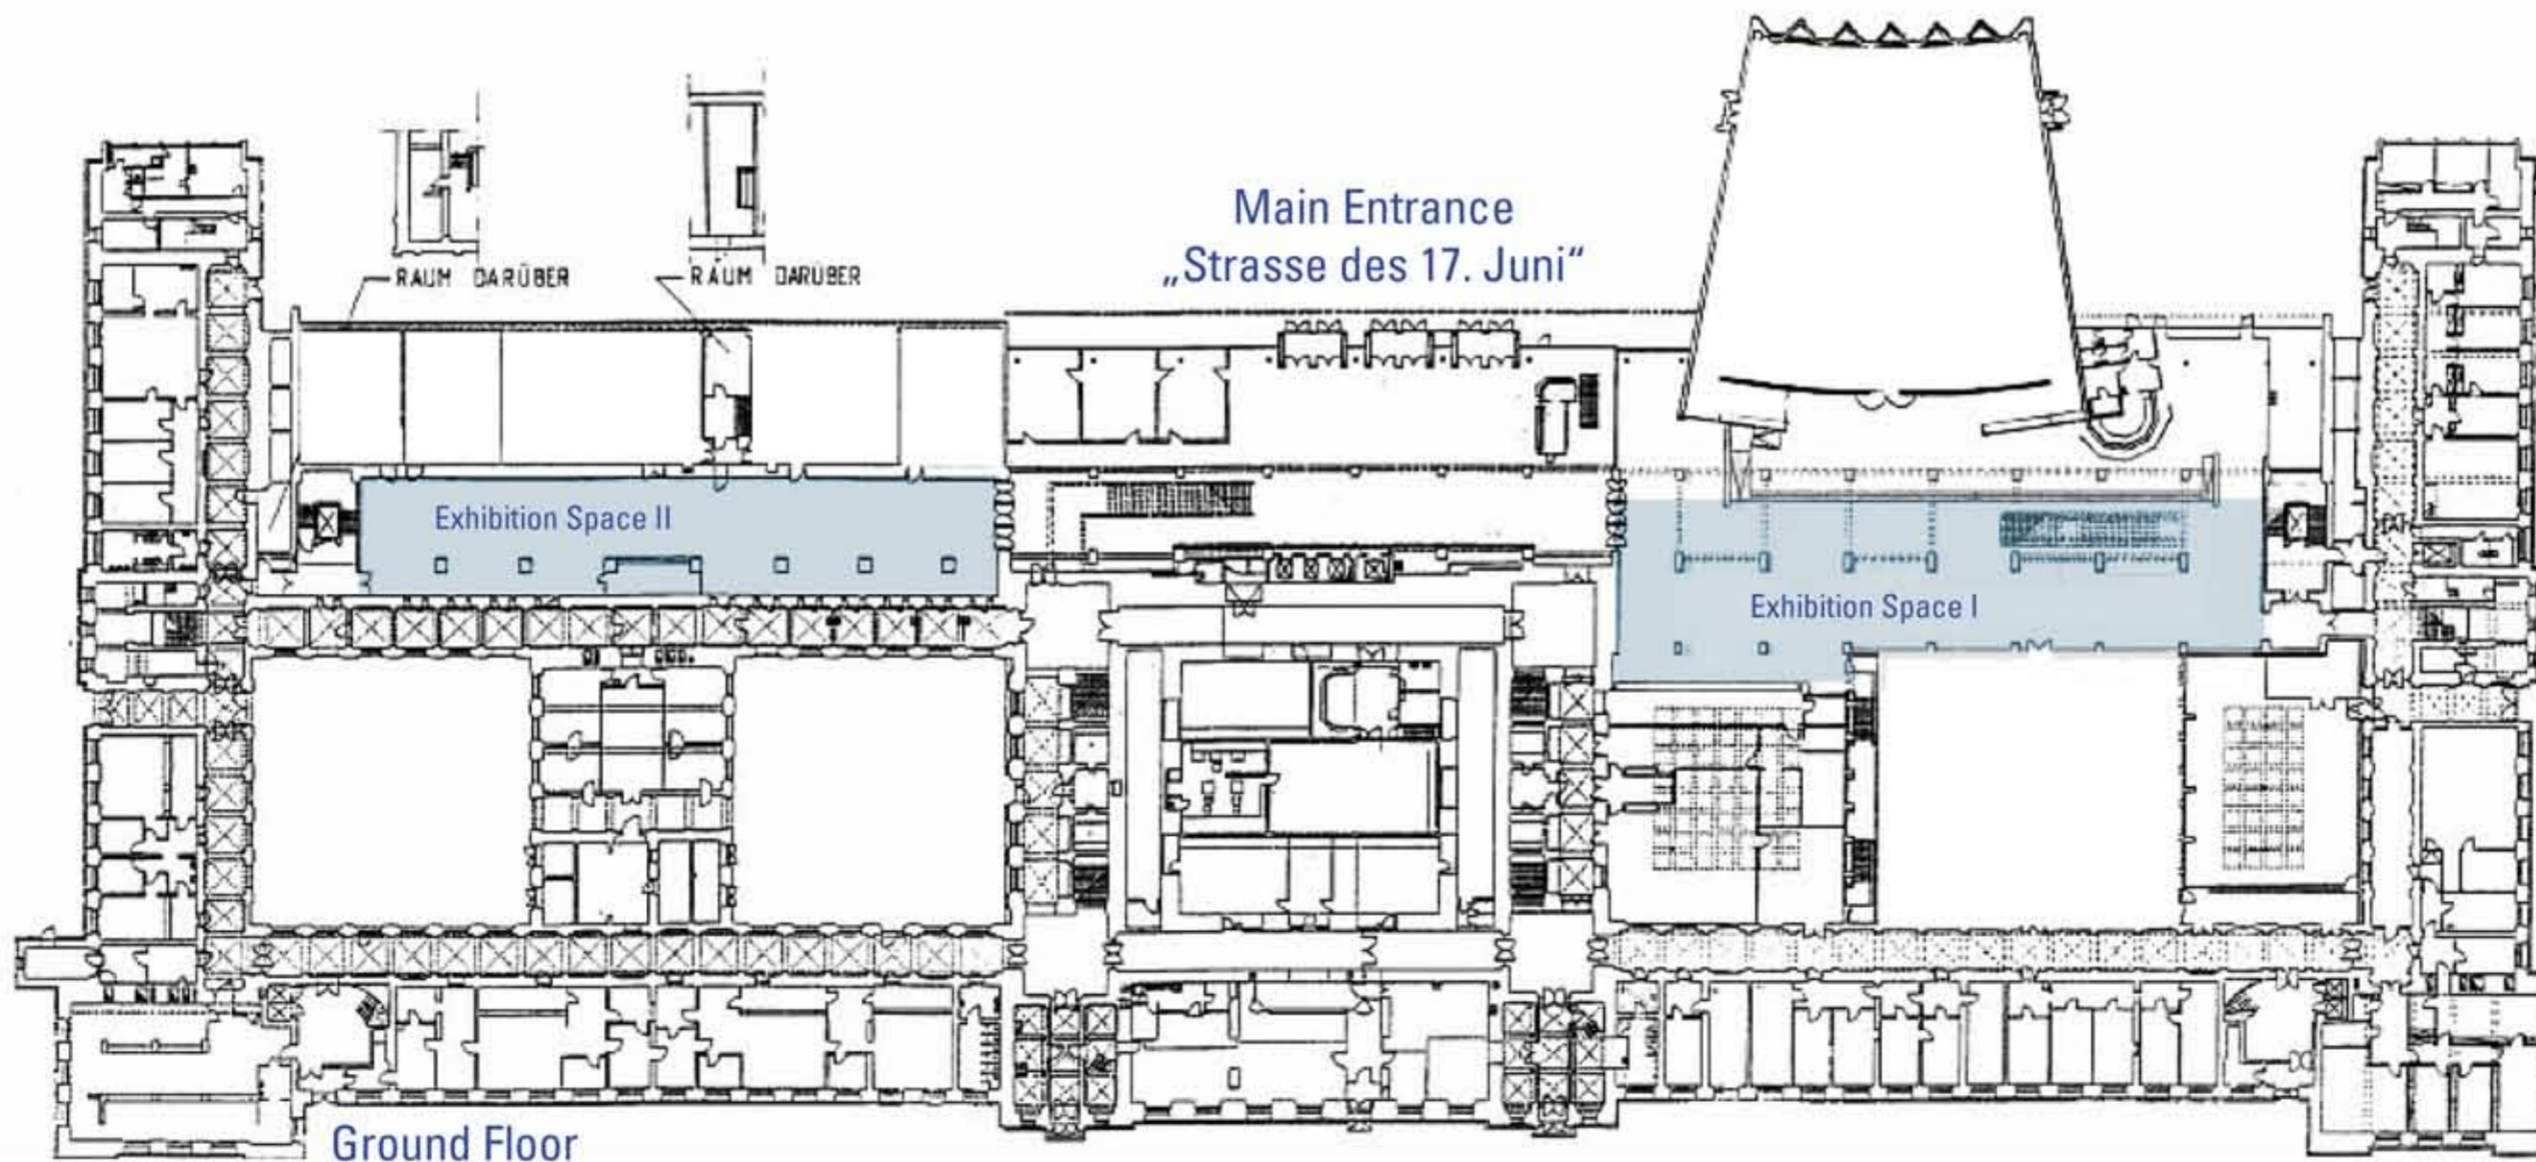 Main Entrance
„Strasse des 17. Juni“
RAUM DARÜBER
RAUM DARÜBER
Exhibition Space II
Exhibition Space I
Ground Floor